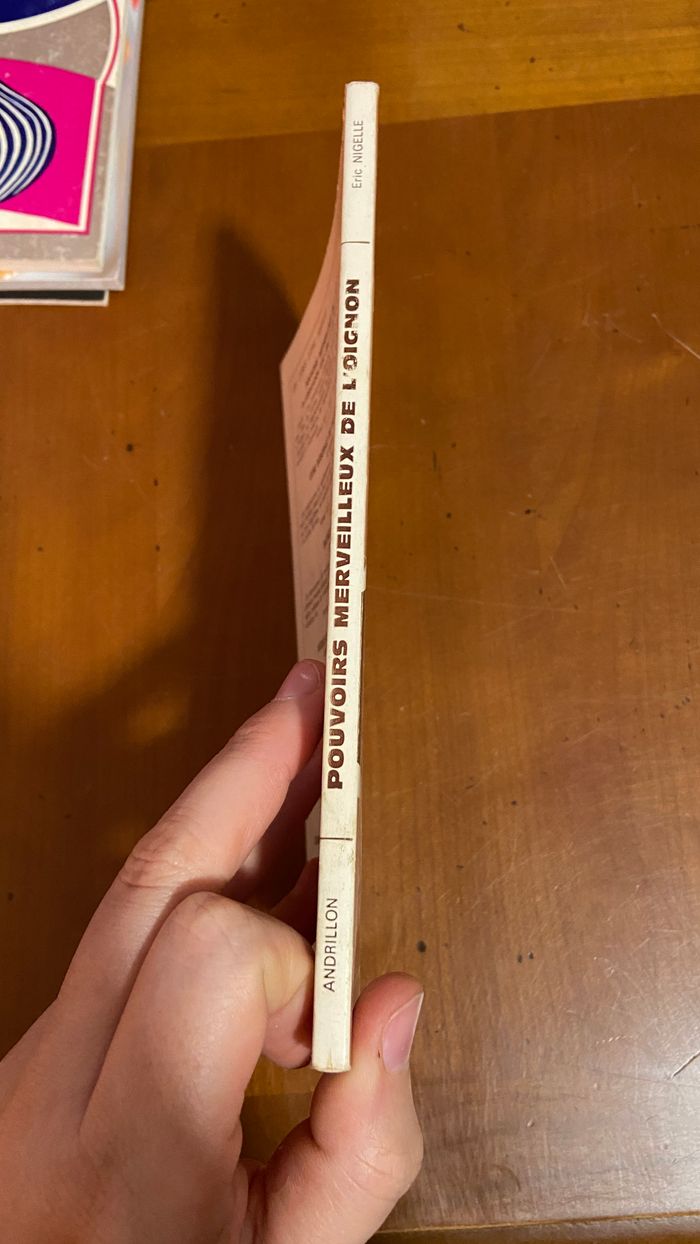 ANDRILLON
POUVOIRS MERVEILLEUX DE L'OIGNON
Eric NIGELLE